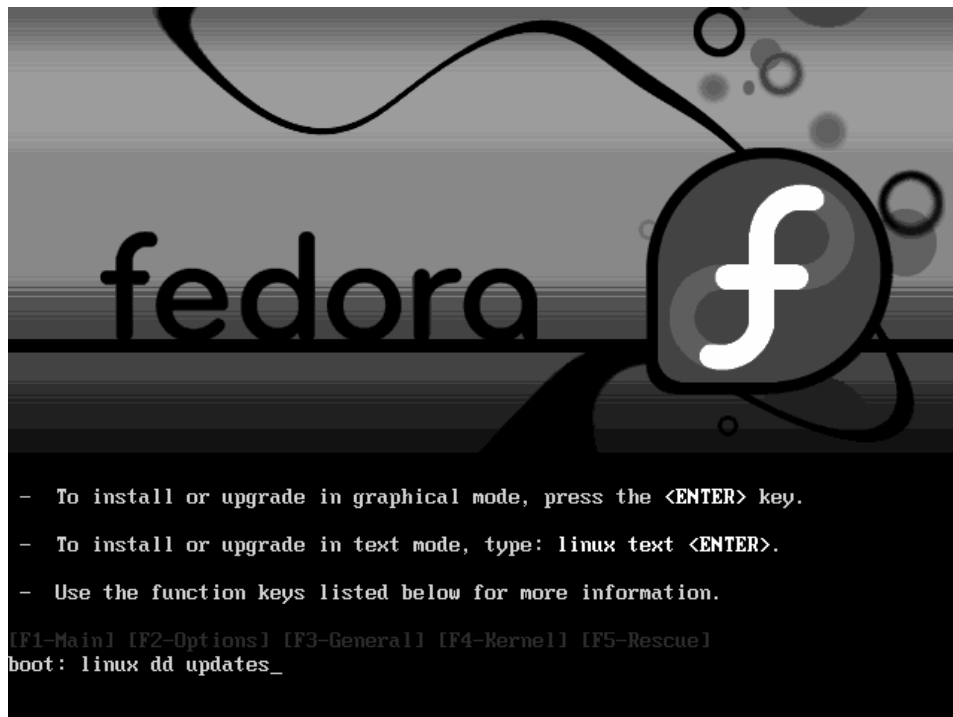 fedora
- To install or upgrade in graphical mode, press the <ENTER> key.
- To install or upgrade in text mode, type: linux text <ENTER>.
- Use the function keys listed below for more information.
[F1-Main] [F2-Options] [F3-General] [F4-Kernel] [F5-Rescue]
boot: linux dd updates_